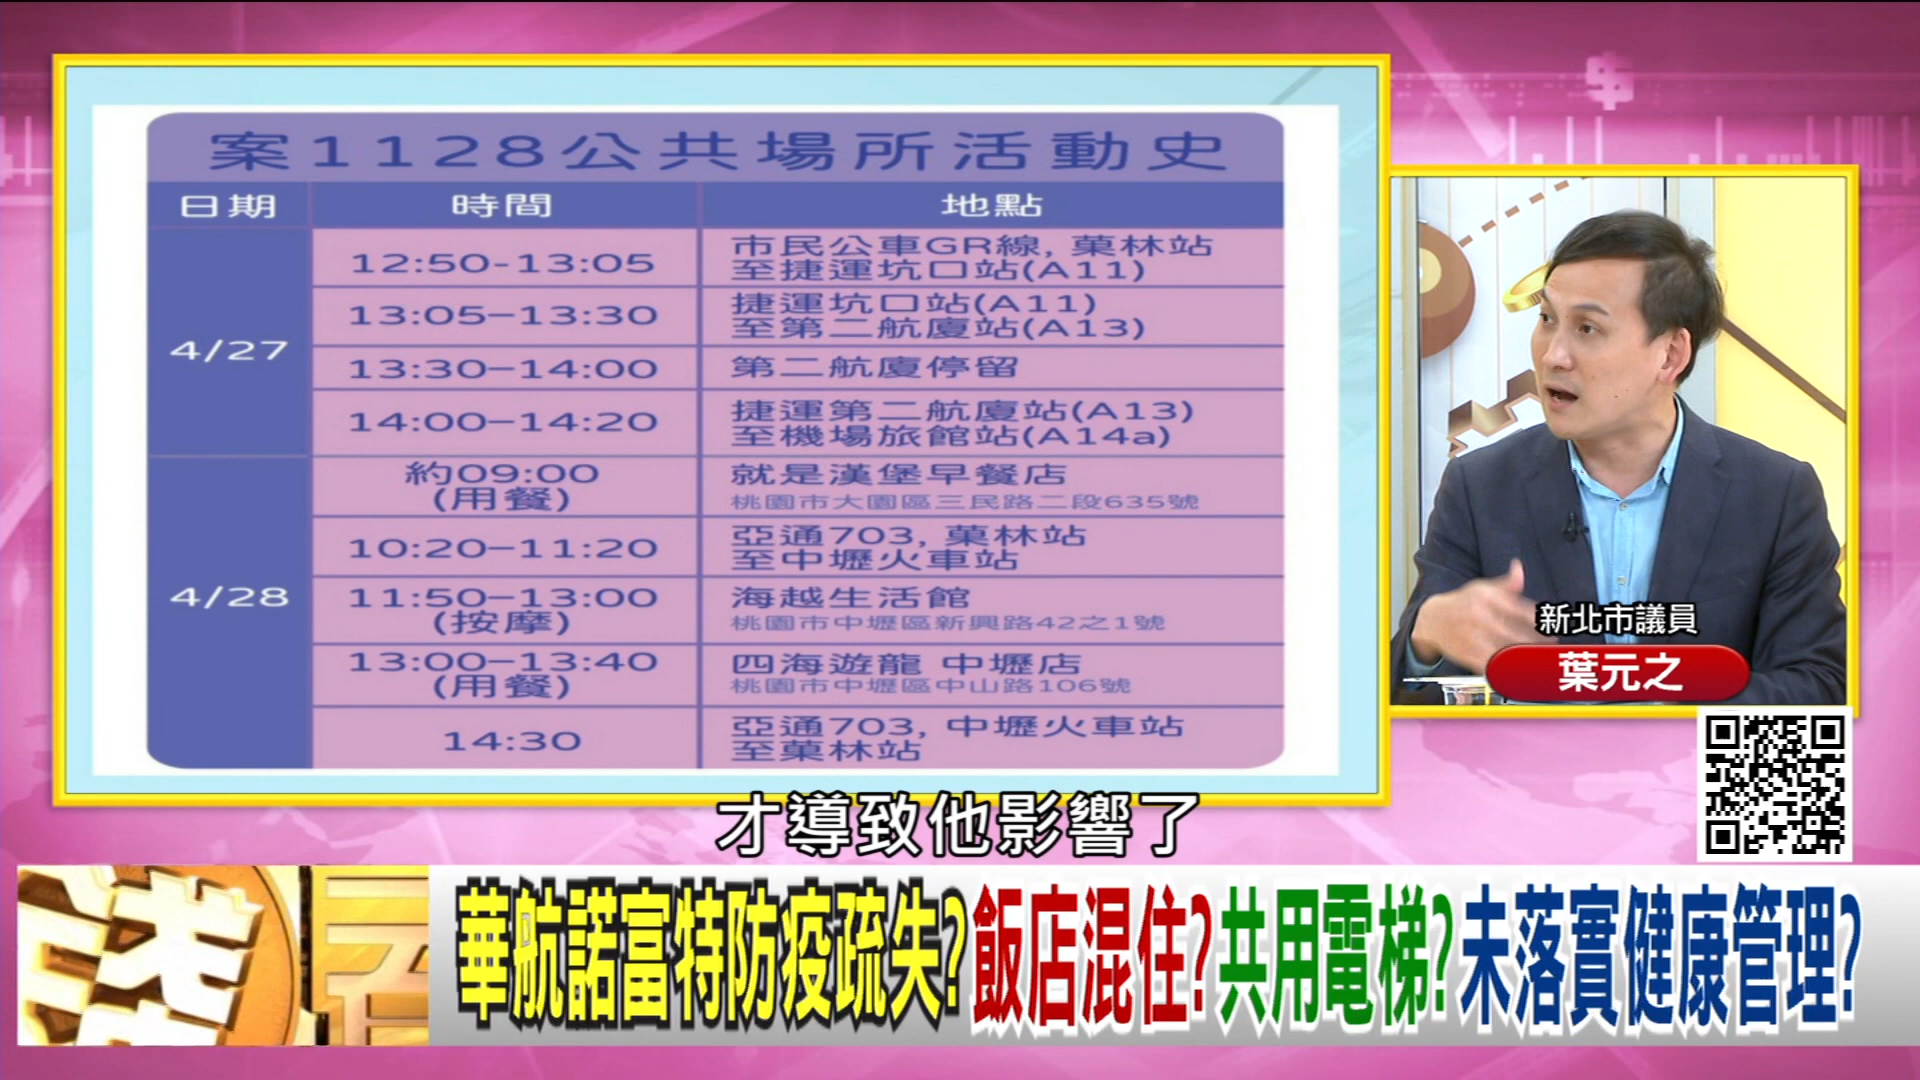 案1128公共場所活動史
日期 時間 地點
4/27
12:50-13:05
市民公車GR線, 菓林站
至捷運坑口站(A11)
13:05–13:30
捷運坑口站(A11)
至第二航廈站(A13)
13:30–14:00
第二航廈停留
14:00–14:20
捷運第二航廈站(A13)
至機場旅館站(A14a)
4/28
約09:00
(用餐)
就是漢堡早餐店
桃園市大園區三民路二段635號
10:20–11:20
亞通703, 菓林站
至中壢火車站
11:50–13:00
(按摩)
海越生活館
桃園市中壢區新興路42之1號
13:00–13:40
(用餐)
四海遊龍 中壢店
桃園市中壢區中山路106號
14:30
亞通703, 中壢火車站
至菓林站
新北市議員
葉元之
才導致他影響了
華航諾富特防疫疏失?飯店混住?共用電梯?未落實健康管理?